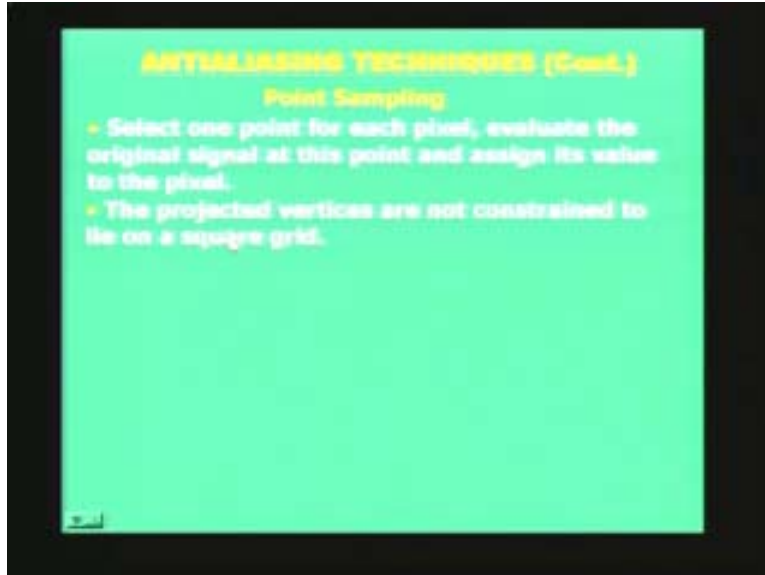 ANTIALIASING TECHNIQUES (Cont.)
Point Sampling
• Select one point for each pixel, evaluate the
original signal at this point and assign its value
to the pixel.
• The projected vertices are not constrained to
lie on a square grid.